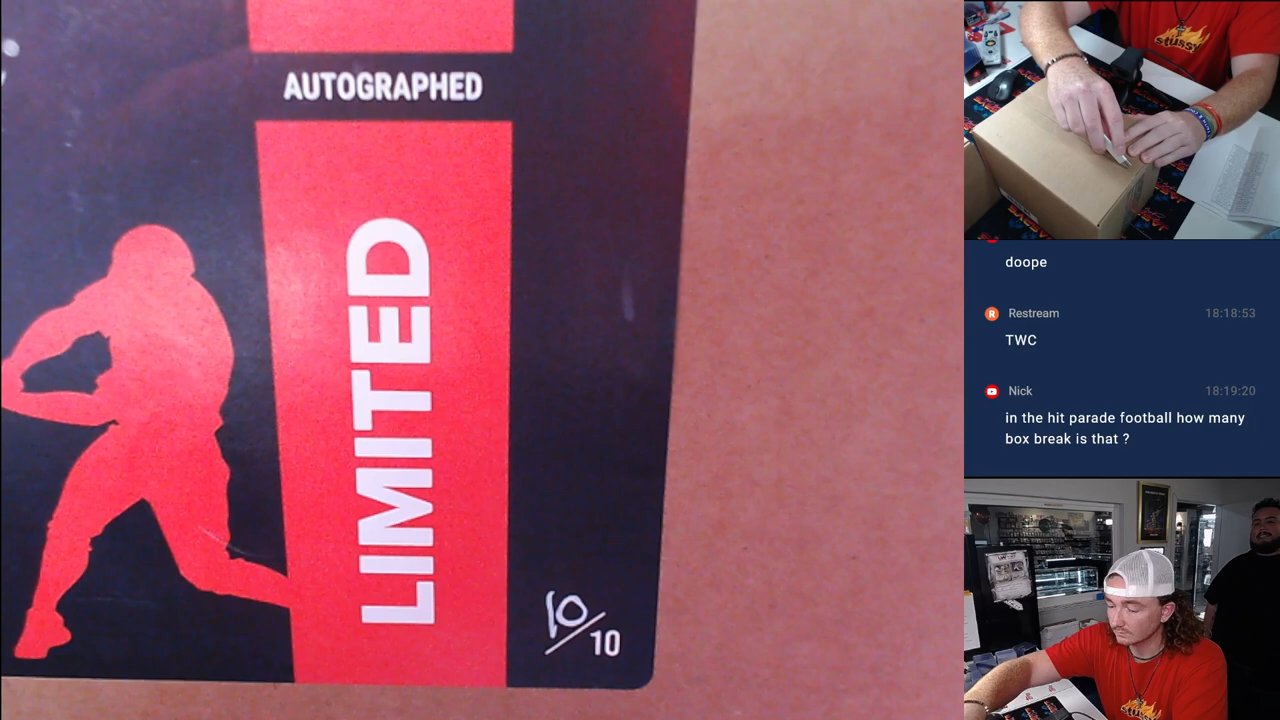 AUTOGRAPHED
LIMITED
10/10
STUSSY
doope
Restream 18:18:53
TWC
Nick 18:19:20
in the hit parade football how many
box break is that ?